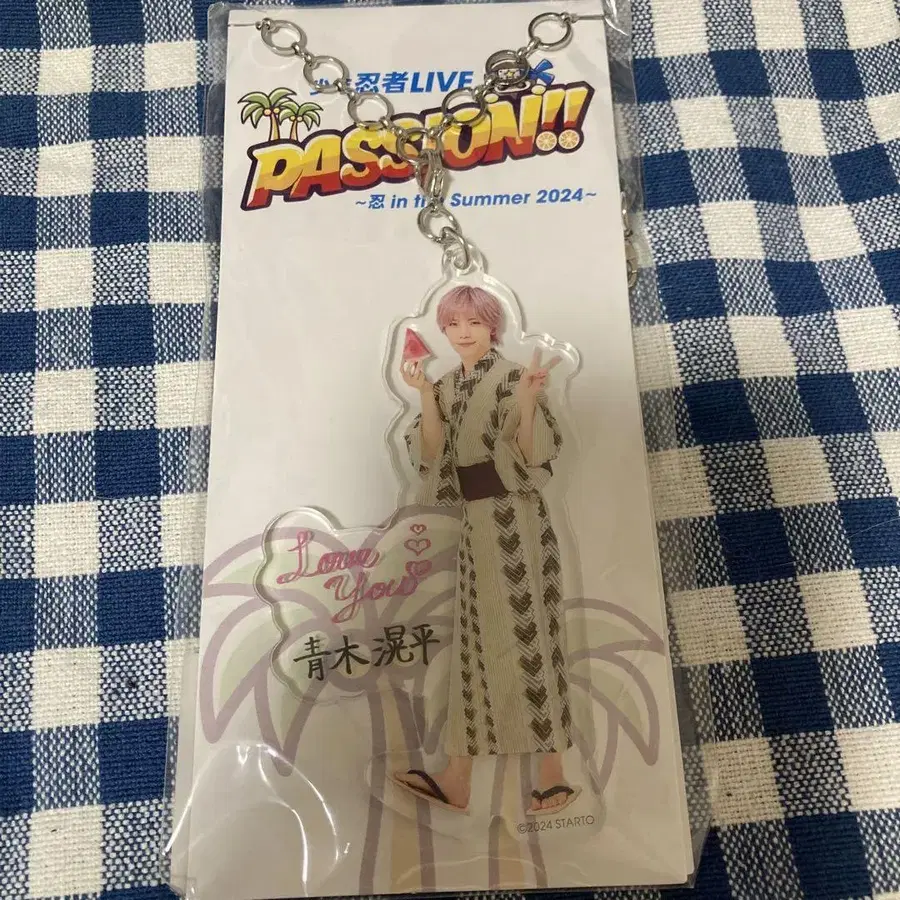 忍者LIVE
PASSION!!
~忍 in the Summer 2024~
Love
You
青木滉平
©2024 STARTO